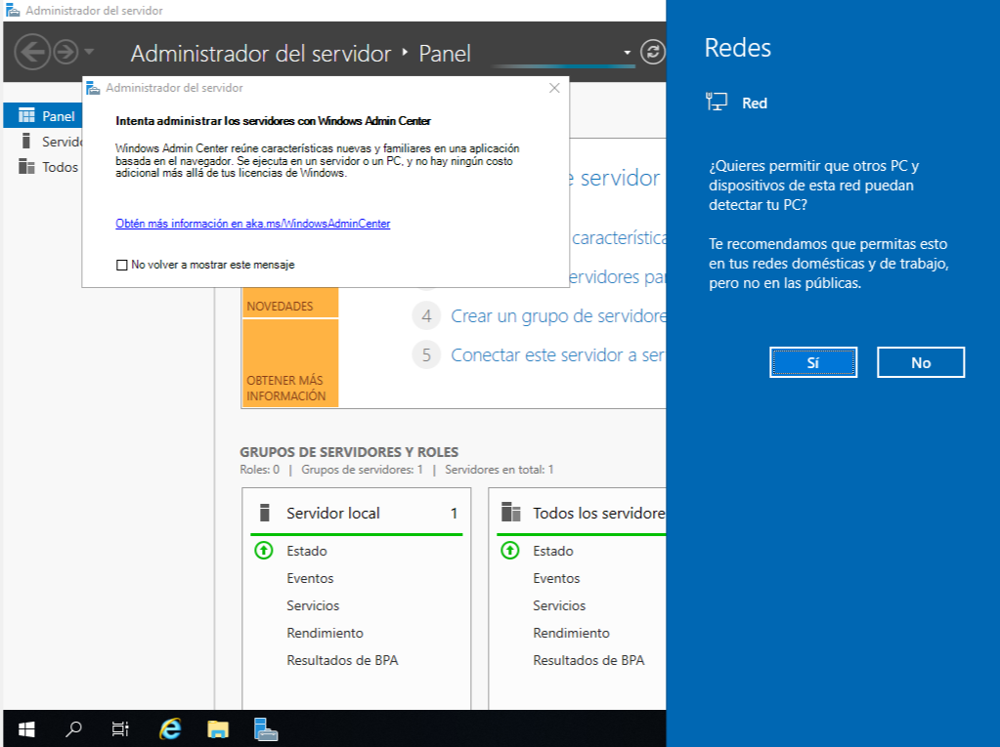 Administrador del servidor
Administrador del servidor ‣ Panel
Administrador del servidor
Intenta administrar los servidores con Windows Admin Center
Windows Admin Center reúne características nuevas y familiares en una aplicación
basada en el navegador. Se ejecuta en un servidor o un PC, y no hay ningún costo
adicional más allá de tus licencias de Windows.
Obtén más información en aka.ms/WindowsAdminCenter
No volver a mostrar este mensaje
Panel
Servido
Todos
servidor
característica
ervidores par
4 Crear un grupo de servidore
5 Conectar este servidor a ser
NOVEDADES
OBTENER MÁS
INFORMACIÓN
GRUPOS DE SERVIDORES Y ROLES
Roles: 0 | Grupos de servidores: 1 | Servidores en total: 1
Servidor local 1
Estado
Eventos
Servicios
Rendimiento
Resultados de BPA
Todos los servidore
Estado
Eventos
Servicios
Rendimiento
Resultados de BPA
Redes
Red
¿Quieres permitir que otros PC y
dispositivos de esta red puedan
detectar tu PC?
Te recomendamos que permitas esto
en tus redes domésticas y de trabajo,
pero no en las públicas.
Sí
No